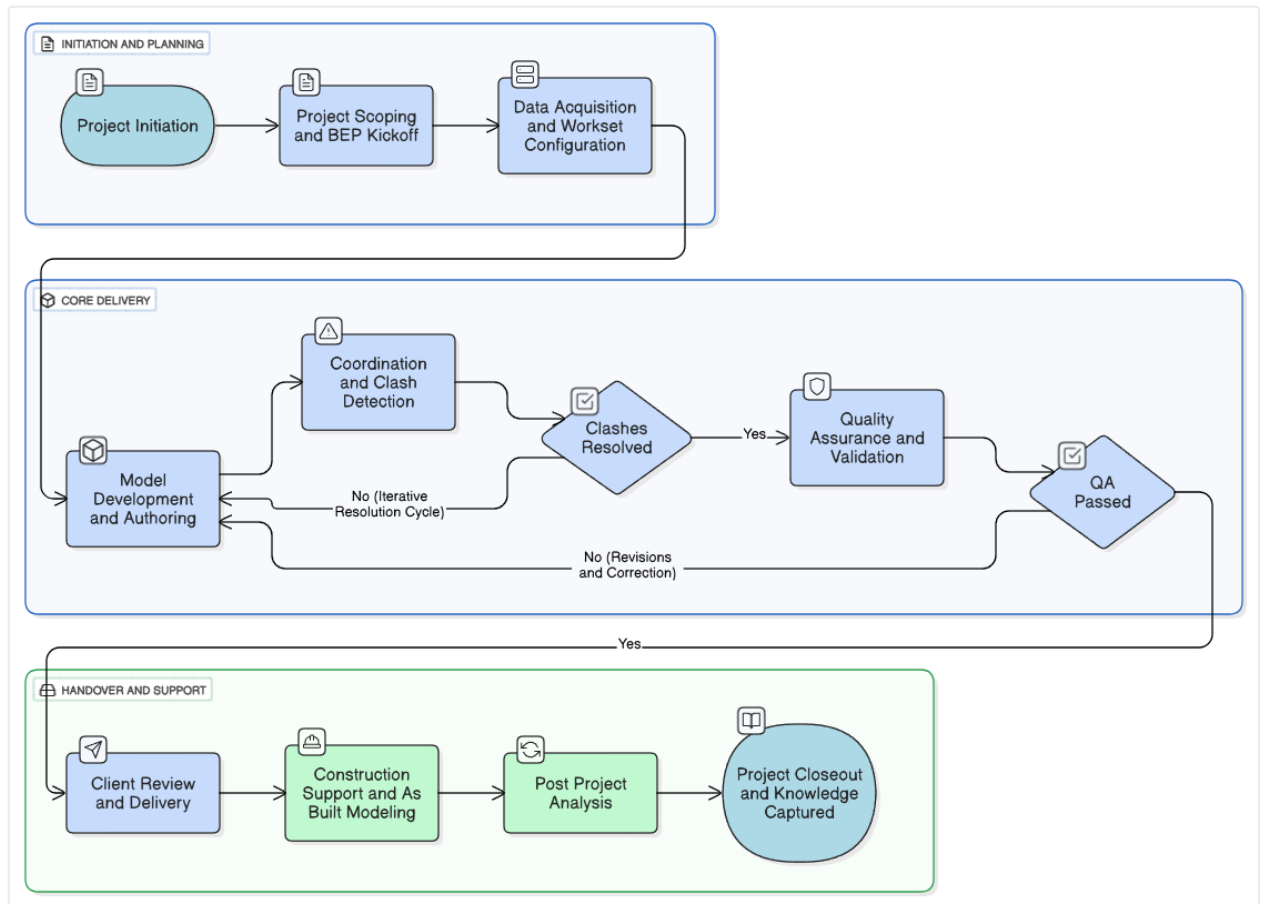 INITIATION AND PLANNING
Project Initiation
Project Scoping
and BEP Kickoff
Data Acquisition
and Workset
Configuration
CORE DELIVERY
Coordination
and Clash
Detection
Clashes
Resolved
Yes
Quality
Assurance and
Validation
QA
Passed
Model
Development
and Authoring
No (Iterative
Resolution Cycle)
No (Revisions
and Correction)
Yes
HANDOVER AND SUPPORT
Client Review
and Delivery
Construction
Support and As
Built Modeling
Post Project
Analysis
Project Closeout
and Knowledge
Captured